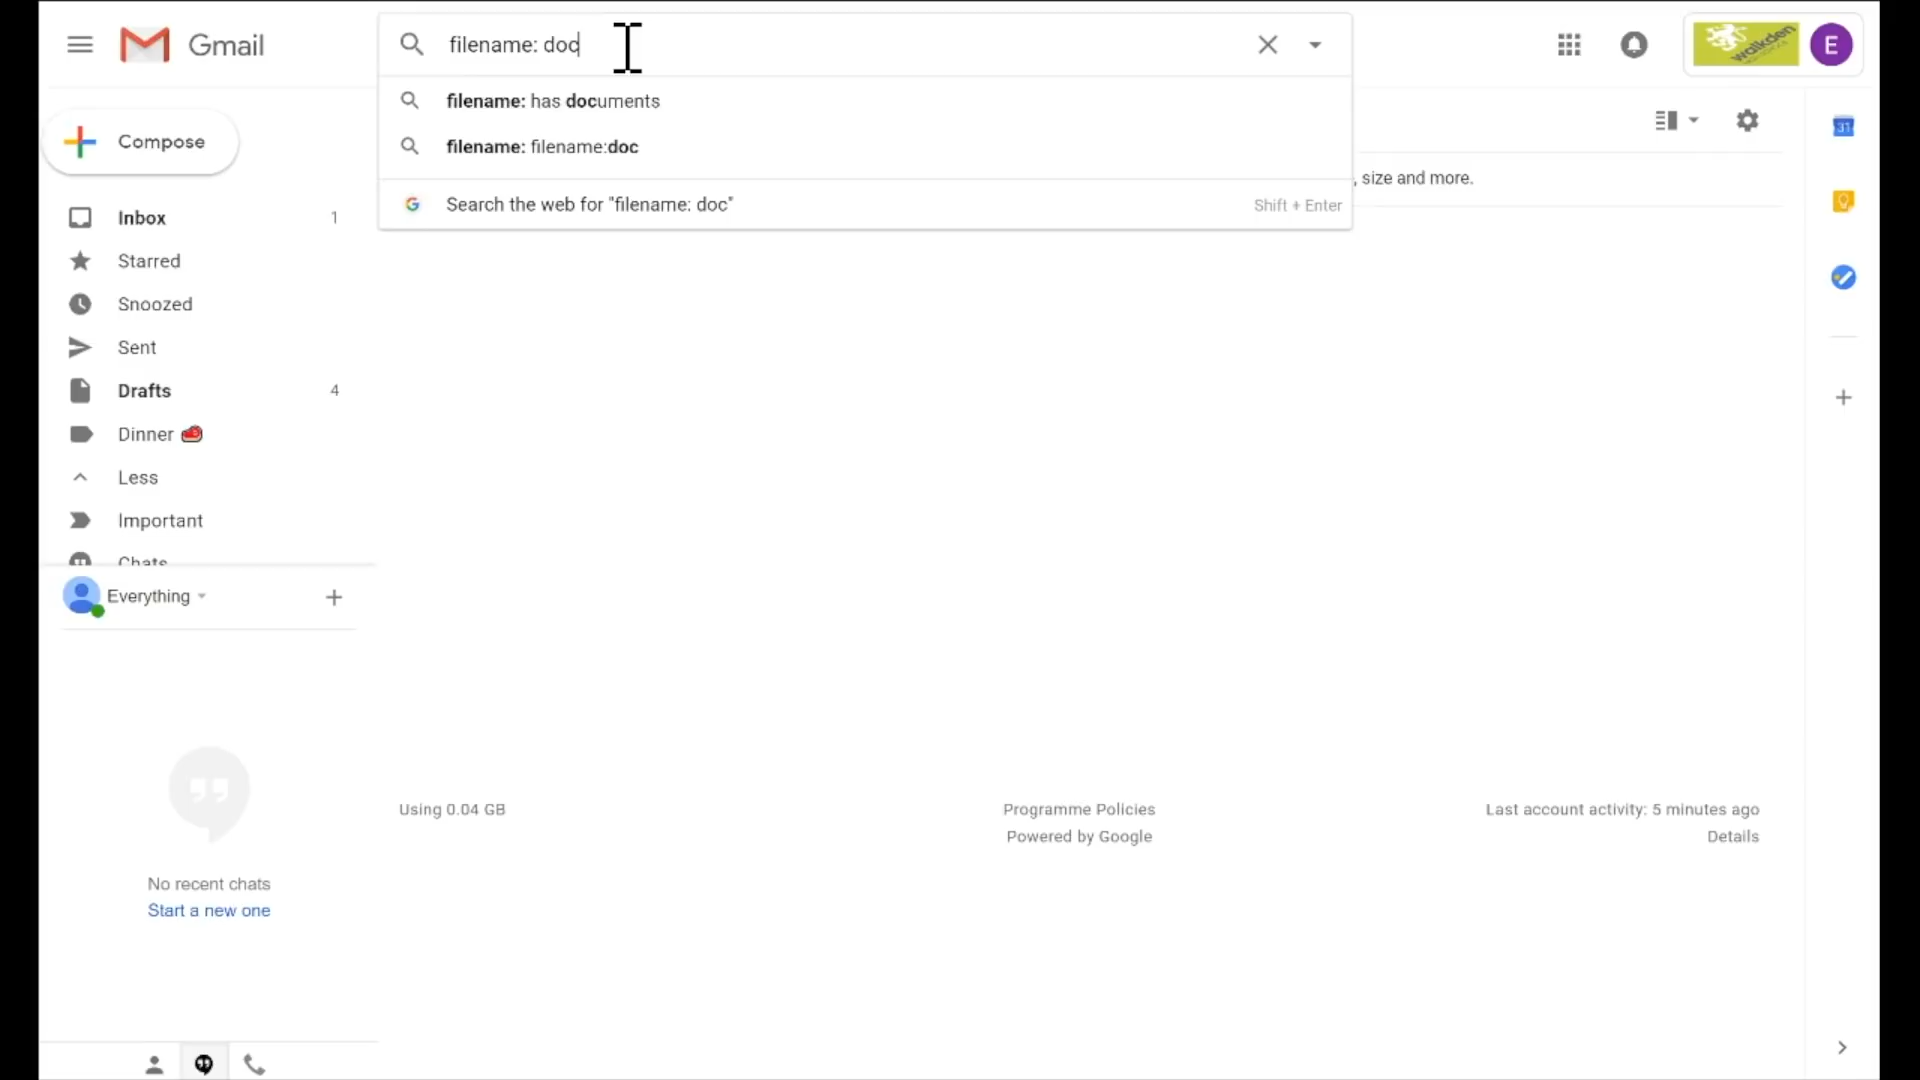 Gmail
filename: doc
walkden
E
filename: has documents
filename: filename:doc
Search the web for "filename: doc"
Shift + Enter
, size and more.
31
Compose
Inbox 1
Starred
Snoozed
Sent
Drafts 4
Dinner
Less
Important
Chats
Everything
No recent chats
Start a new one
Using 0.04 GB
Programme Policies
Powered by Google
Last account activity: 5 minutes ago
Details